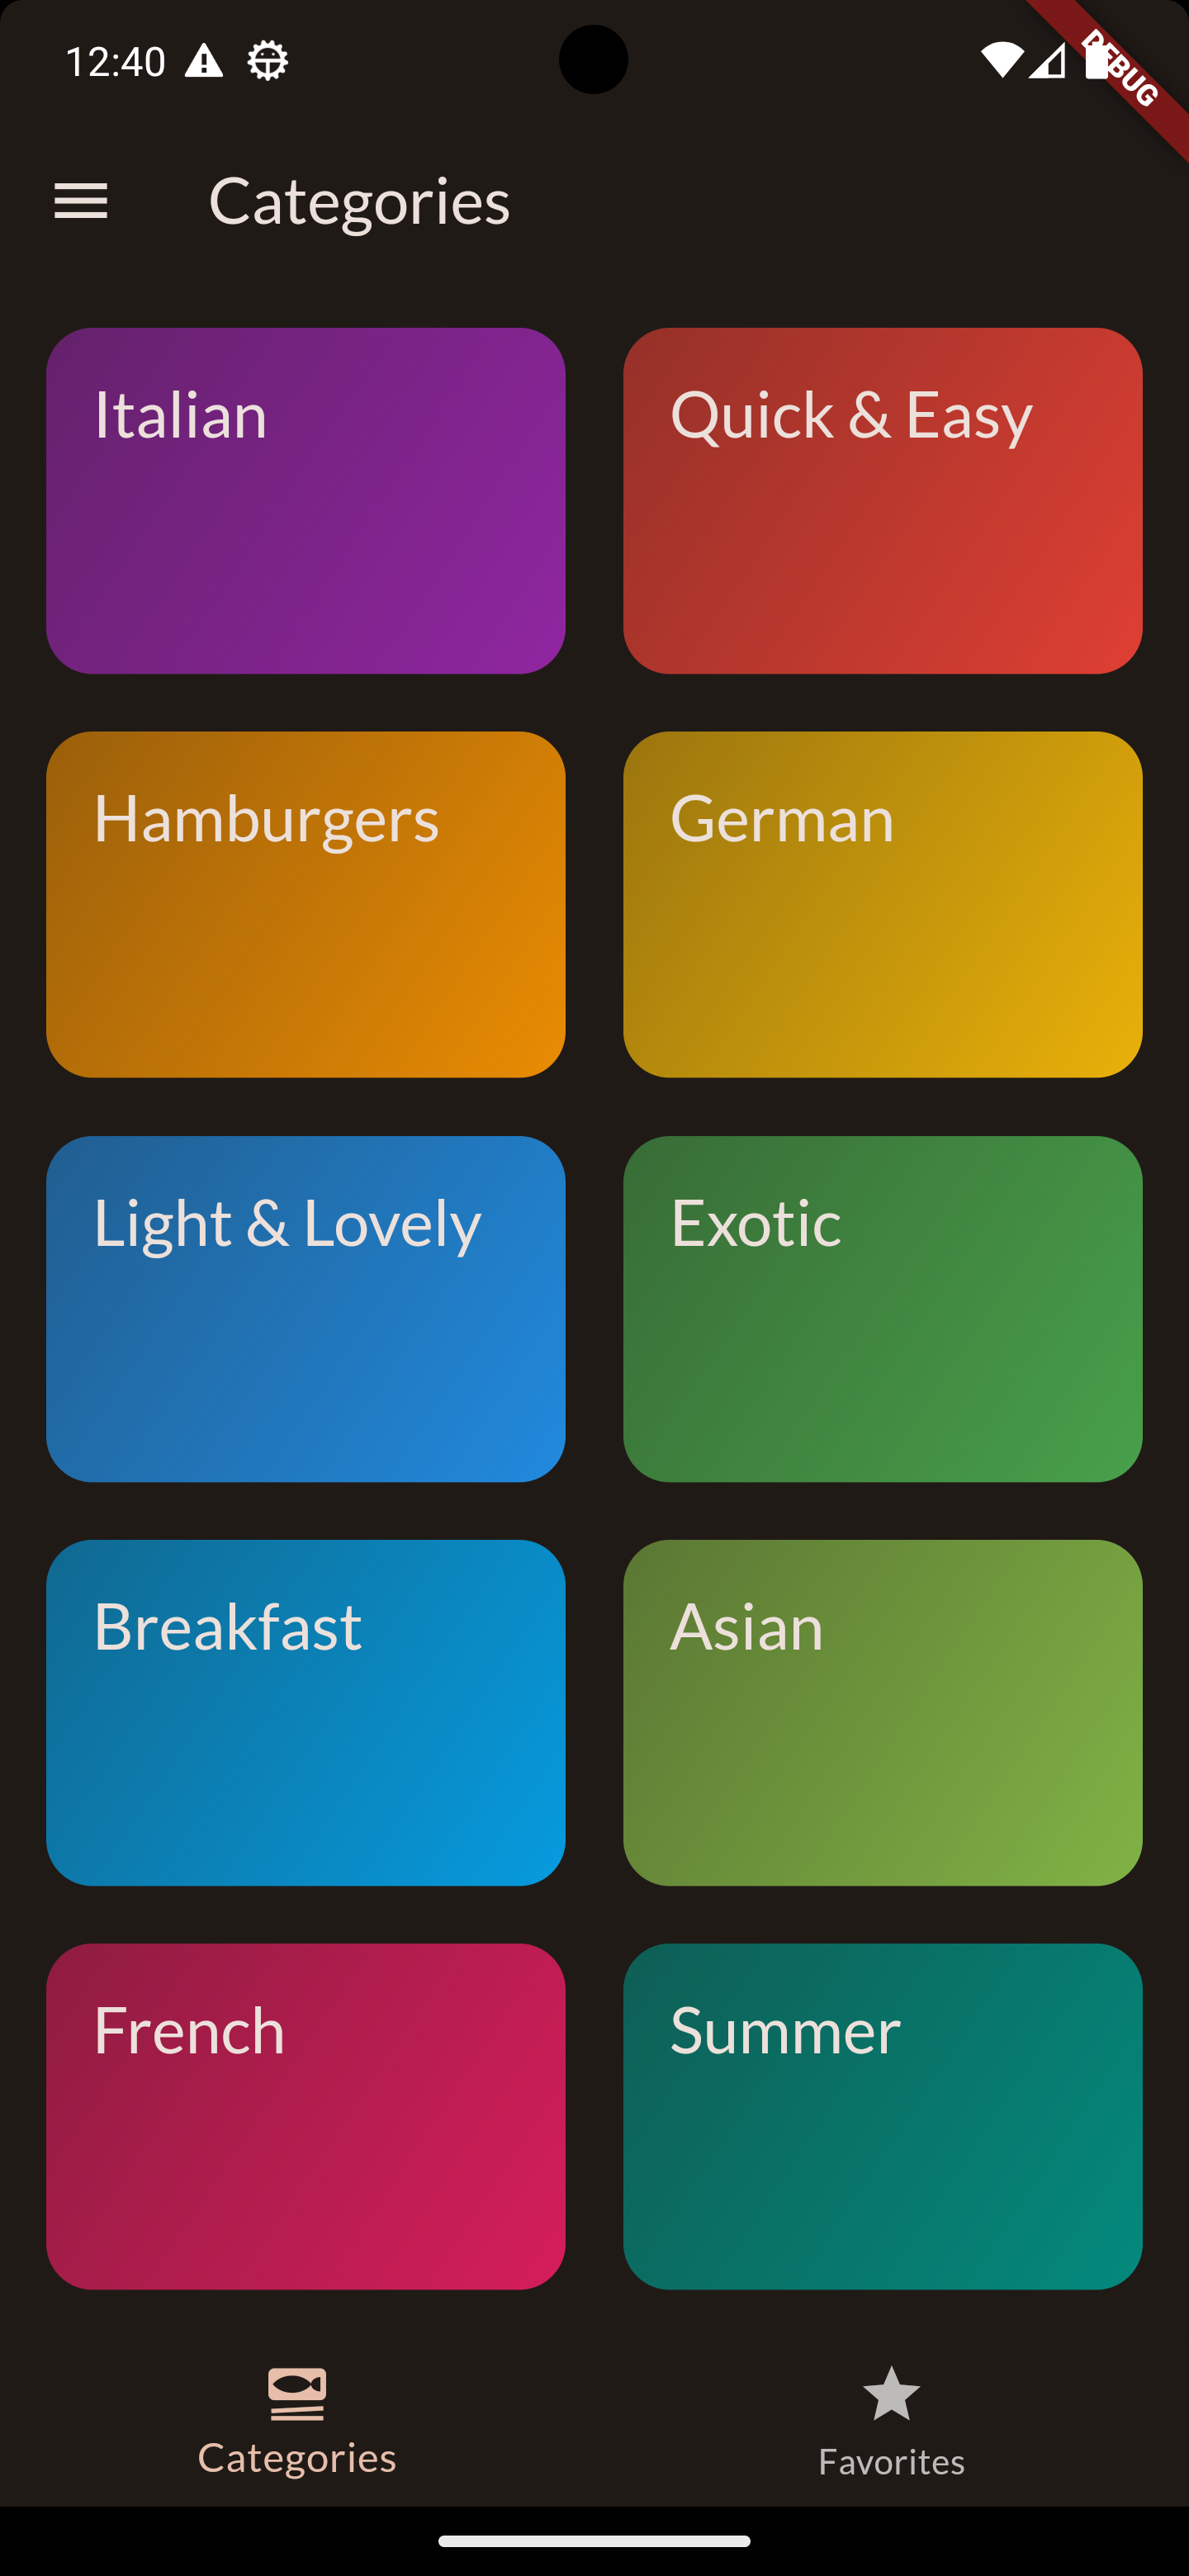 12:40
DEBUG
Categories
Italian
Quick & Easy
Hamburgers
German
Light & Lovely
Exotic
Breakfast
Asian
French
Summer
Categories
Favorites